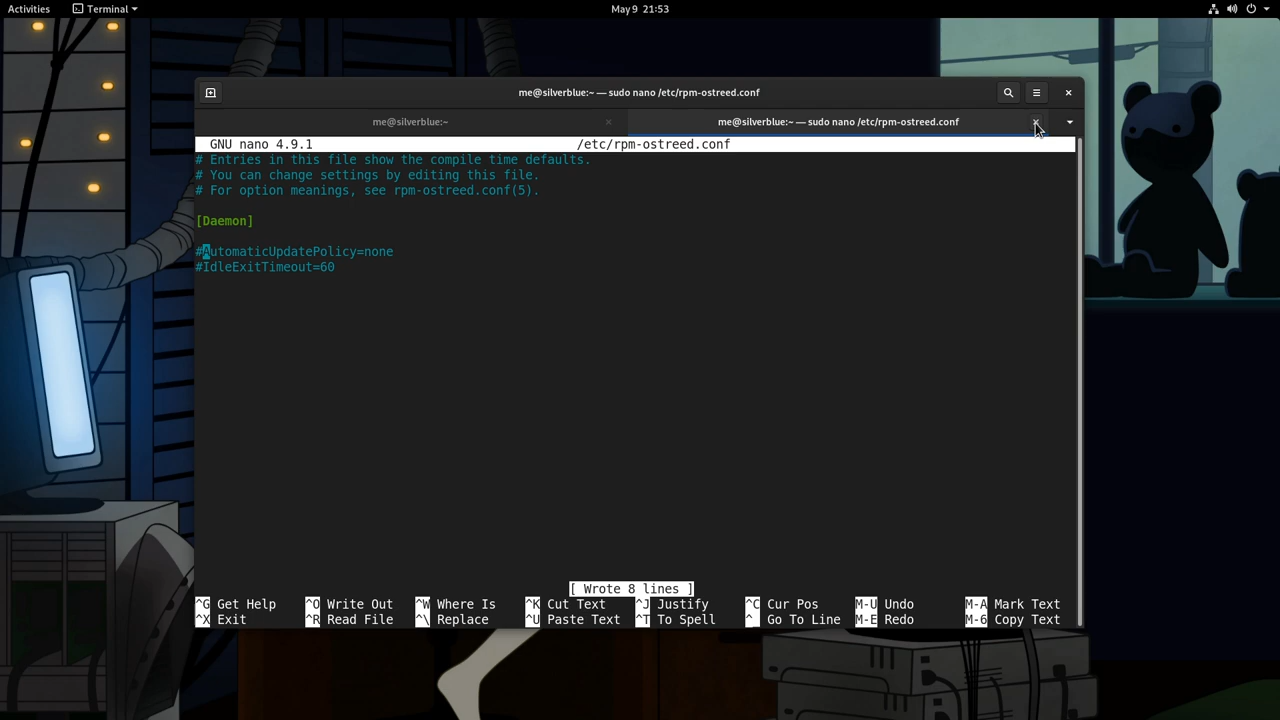 Activities Terminal May 9 21:53
me@silverblue:~ — sudo nano /etc/rpm-ostreed.conf
me@silverblue:~ me@silverblue:~ — sudo nano /etc/rpm-ostreed.conf
GNU nano 4.9.1 /etc/rpm-ostreed.conf
# Entries in this file show the compile time defaults.
# You can change settings by editing this file.
# For option meanings, see rpm-ostreed.conf(5).
[Daemon]
#AutomaticUpdatePolicy=none
#IdleExitTimeout=60
[ Wrote 8 lines ]
^G Get Help ^O Write Out ^W Where Is ^K Cut Text ^J Justify ^C Cur Pos M-U Undo M-A Mark Text
^X Exit ^R Read File ^\ Replace ^U Paste Text ^T To Spell ^_ Go To Line M-E Redo M-6 Copy Text